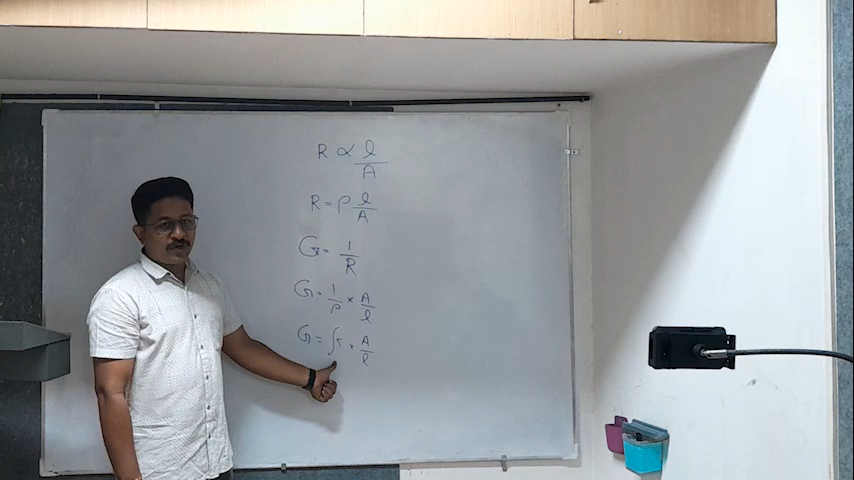 R ∝ l/A
R = ρ l/A
G = 1/R
G = 1/ρ × A/l
G = σ × A/l